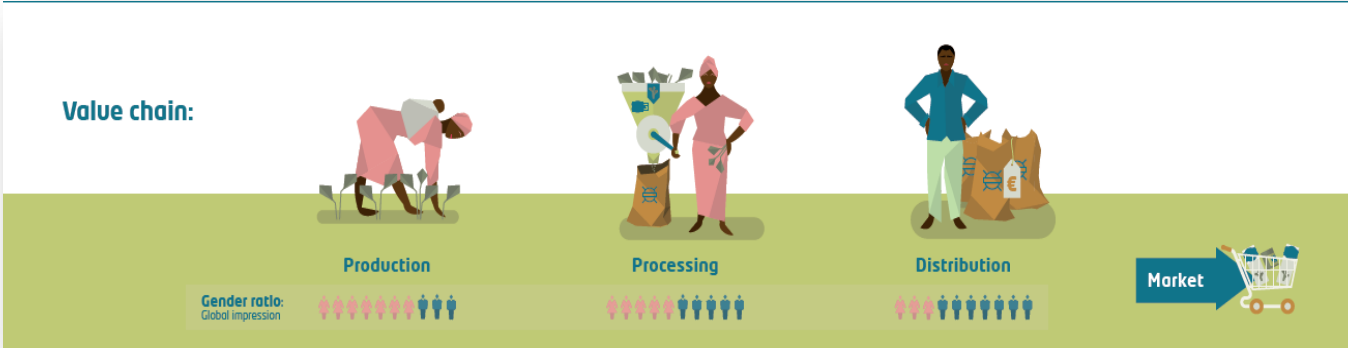 Value chain:
Production
Processing
Distribution
€
Market
Gender ratio:
Global impression